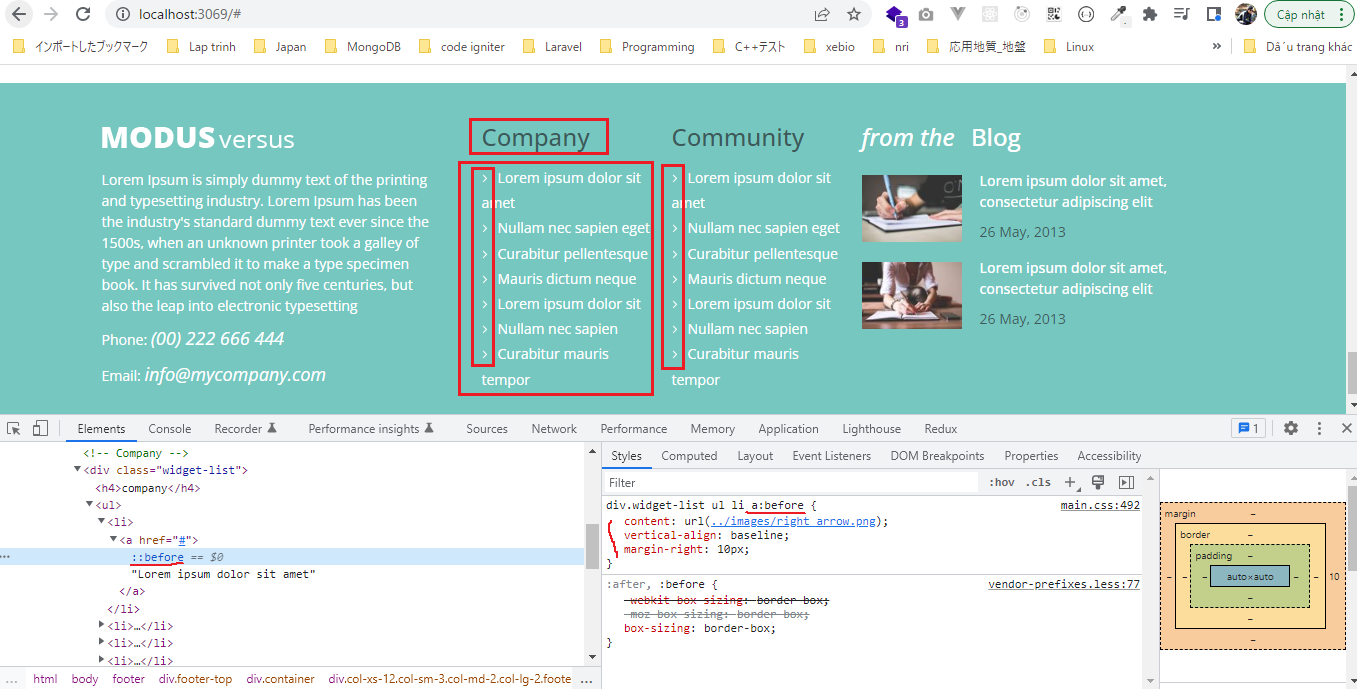 localhost:3069/#
3
Cập nhật
インポートしたブックマーク
Lap trinh
Japan
MongoDB
code igniter
Laravel
Programming
C++テスト
xebio
nri
応用地質_地盤
Linux
»
Dấu trang khác
MODUS versus
Lorem Ipsum is simply dummy text of the printing
and typesetting industry. Lorem Ipsum has been
the industry's standard dummy text ever since the
1500s, when an unknown printer took a galley of
type and scrambled it to make a type specimen
book. It has survived not only five centuries, but
also the leap into electronic typesetting
Phone: (00) 222 666 444
Email: info@mycompany.com
Company
› Lorem ipsum dolor sit
amet
› Nullam nec sapien eget
› Curabitur pellentesque
› Mauris dictum neque
› Lorem ipsum dolor sit
› Nullam nec sapien
› Curabitur mauris
tempor
Community
› Lorem ipsum dolor sit
amet
› Nullam nec sapien eget
› Curabitur pellentesque
› Mauris dictum neque
› Lorem ipsum dolor sit
› Nullam nec sapien
› Curabitur mauris
tempor
from the Blog
Lorem ipsum dolor sit amet,
consectetur adipiscing elit
26 May, 2013
Lorem ipsum dolor sit amet,
consectetur adipiscing elit
26 May, 2013
Elements
Console
Recorder
Performance insights
Sources
Network
Performance
Memory
Application
Lighthouse
Redux
1
<!-- Company -->
<div class="widget-list">
<h4>company</h4>
<ul>
<li>
<a href="#">
::before == $0
"Lorem ipsum dolor sit amet"
</a>
</li>
<li>…</li>
<li>…</li>
<li>…</li>
... html body footer div.footer-top div.container div.col-xs-12.col-sm-3.col-md-2.col-lg-2.foote ...
Styles
Computed
Layout
Event Listeners
DOM Breakpoints
Properties
Accessibility
Filter
:hov .cls +
div.widget-list ul li a:before {
main.css:492
content: url(../images/right_arrow.png);
vertical-align: baseline;
margin-right: 10px;
}
:after, :before {
vendor-prefixes.less:77
-webkit-box-sizing: border-box;
-moz-box-sizing: border-box;
box-sizing: border-box;
}
margin –
border –
padding –
– – – auto×auto – – 10
–
–
–